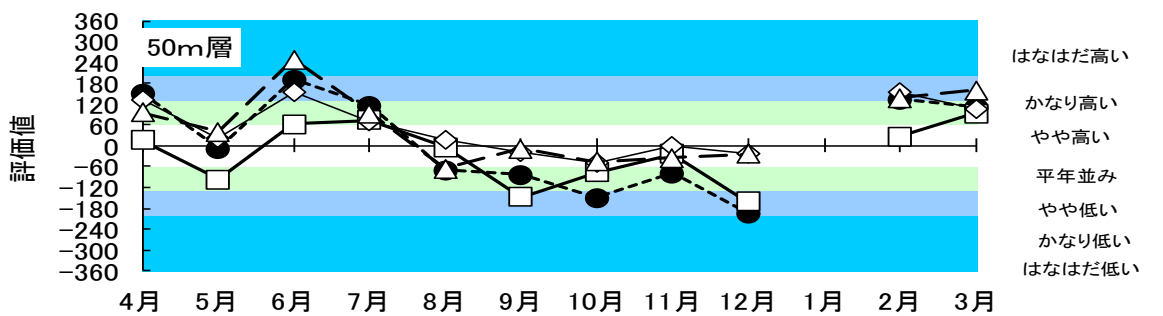 360
300
240
180
120
60
0
-60
-120
-180
-240
-300
-360
評価値
50m層
4月 5月 6月 7月 8月 9月 10月 11月 12月 1月 2月 3月
はなはだ高い
かなり高い
やや高い
平年並み
やや低い
かなり低い
はなはだ低い